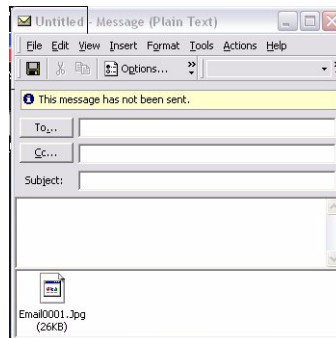 Untitled - Message (Plain Text)
File Edit View Insert Format Tools Actions Help
Options...
This message has not been sent.
To...
Cc...
Subject:
Email0001.Jpg
(26KB)